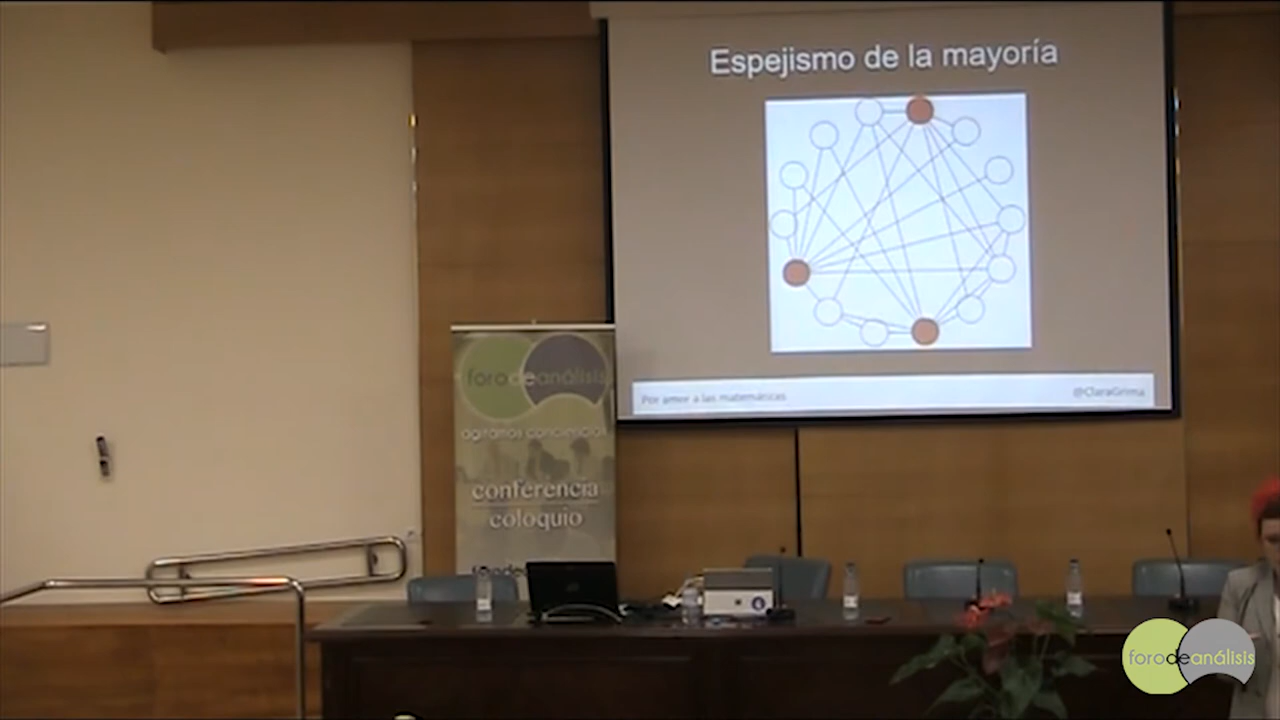 Espejismo de la mayoría
Por amor a las matemáticas
@ClaraGrima
forodeanálisis
agitamos conciencias
conferencia
coloquio
forodeanálisis